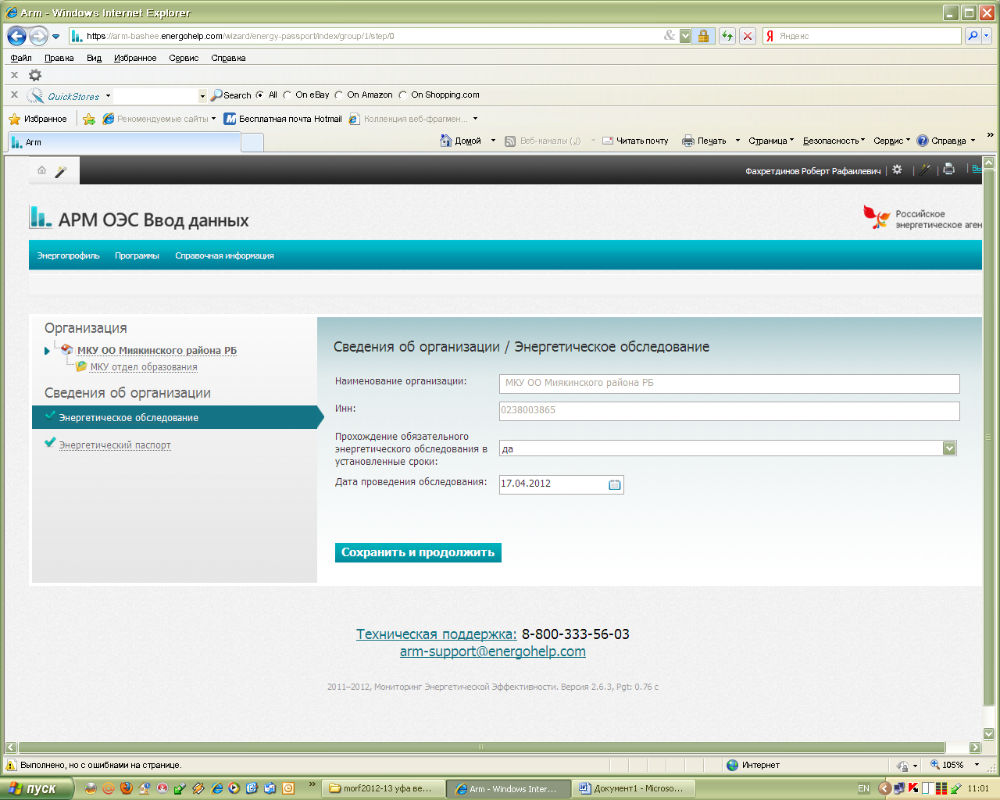 Arm - Windows Internet Explorer
https://arm-bashee.energohelp.com/wizard/energy-passport/index/group/1/step/0
Яндекс
Файл Правка Вид Избранное Сервис Справка
QuickStores Search All On eBay On Amazon On Shopping.com
Избранное Рекомендуемые сайты Бесплатная почта Hotmail Коллекция веб-фрагмен...
Arm Домой Веб-каналы (J) Читать почту Печать Страница Безопасность Сервис Справка
Фахретдинов Роберт Рафаилевич | | | | Вы
АРМ ОЭС Ввод данных
Российское
энергетическое аген
Энергопрофиль Программы Справочная информация
Организация
МКУ ОО Миякинского района РБ
МКУ отдел образования
Сведения об организации
Энергетическое обследование
Энергетический паспорт
Сведения об организации / Энергетическое обследование
Наименование организации: МКУ ОО Миякинского района РБ
Инн: 0238003865
Прохождение обязательного
энергетического обследования в
установленные сроки:
да
Дата проведения обследования: 17.04.2012
Сохранить и продолжить
Техническая поддержка: 8-800-333-56-03
arm-support@energohelp.com
2011–2012, Мониторинг Энергетической Эффективности. Версия 2.6.3, Pgt: 0.76 с
Выполнено, но с ошибками на странице. Интернет 105%
пуск morf2012-13 уфа ве... Arm - Windows Inter... Документ1 - Microso... EN 11:01